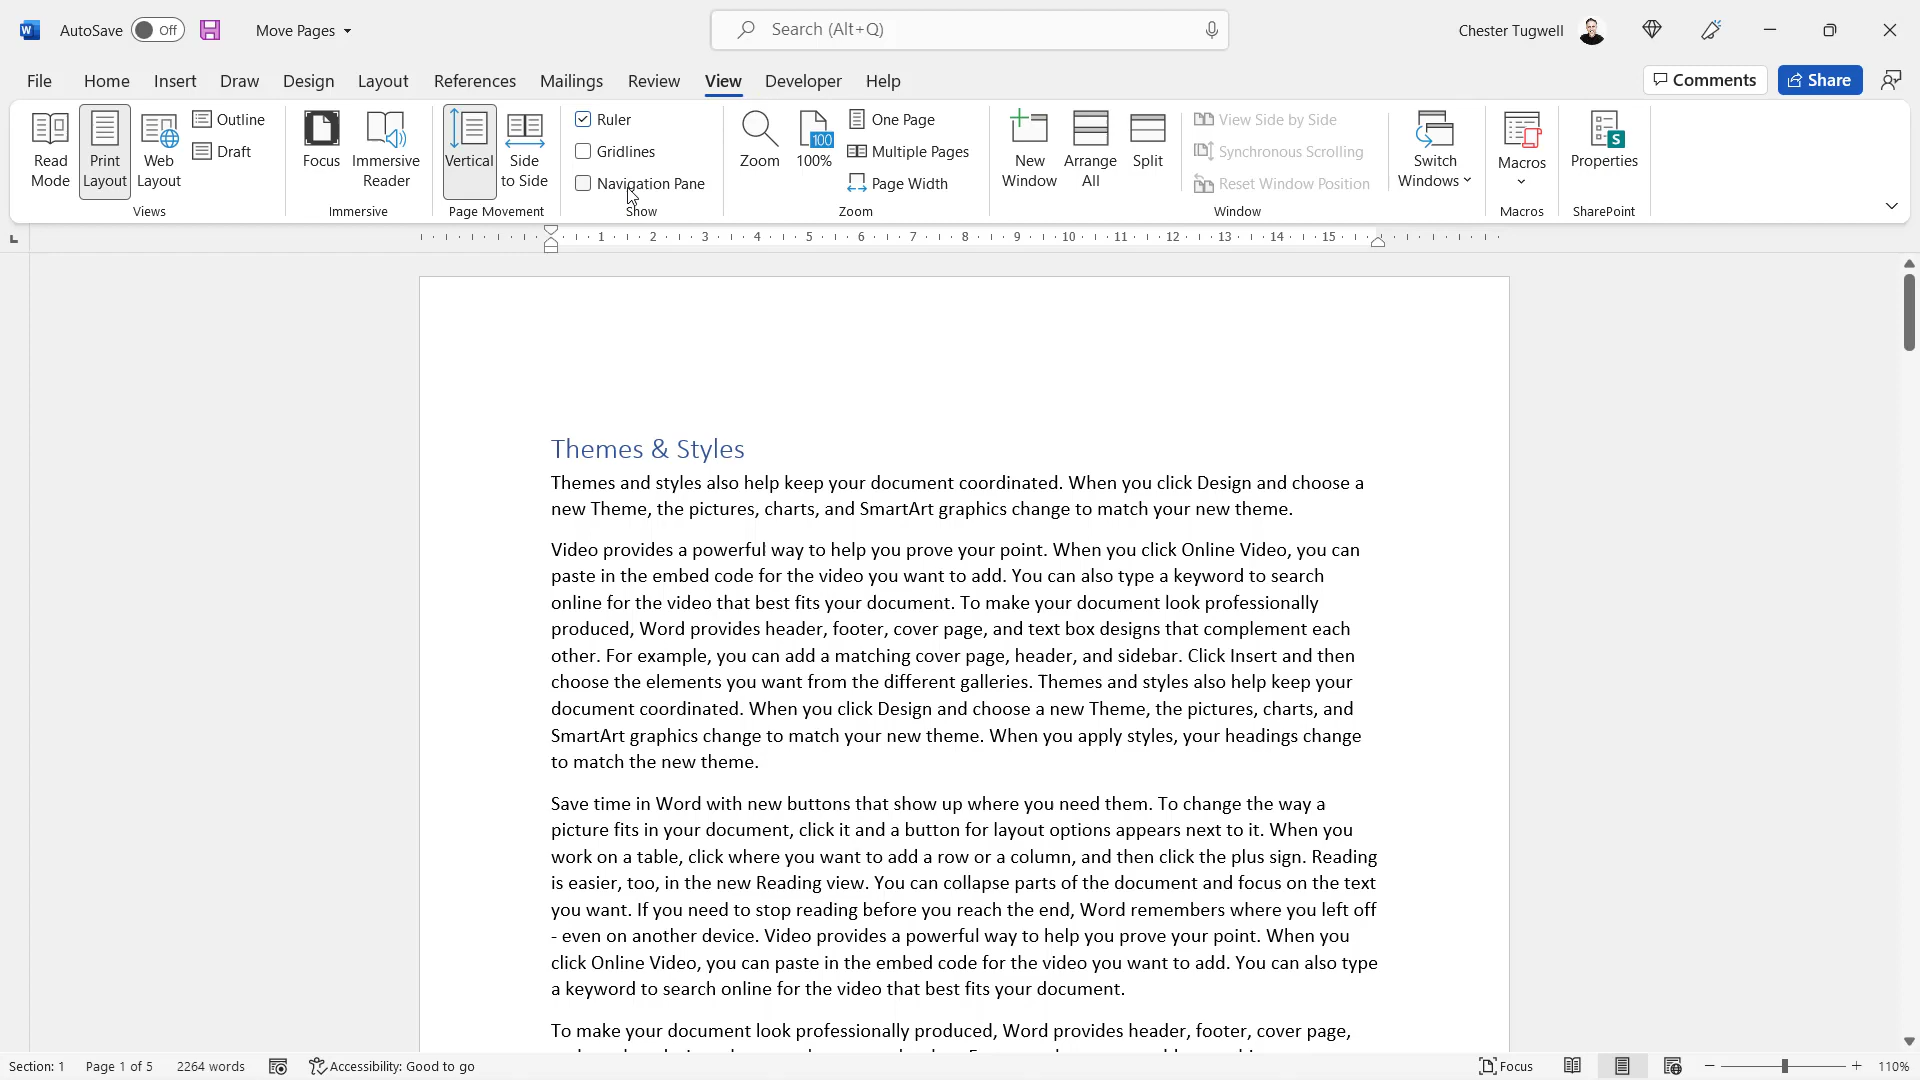 AutoSave Off Move Pages Search (Alt+Q) Chester Tugwell
File Home Insert Draw Design Layout References Mailings Review View Developer Help Comments Share
Read Mode
Print Layout
Web Layout
Outline
Draft
Views
Focus
Immersive Reader
Immersive
Vertical
Side to Side
Page Movement
Ruler
Gridlines
Navigation Pane
Show
Zoom
100
100%
One Page
Multiple Pages
Page Width
Zoom
New Window
Arrange All
Split
View Side by Side
Synchronous Scrolling
Reset Window Position
Window
Switch Windows
Macros
Macros
Properties
SharePoint
1 2 3 4 5 6 7 8 9 10 11 12 13 14 15
Themes & Styles
Themes and styles also help keep your document coordinated. When you click Design and choose a
new Theme, the pictures, charts, and SmartArt graphics change to match your new theme.
Video provides a powerful way to help you prove your point. When you click Online Video, you can
paste in the embed code for the video you want to add. You can also type a keyword to search
online for the video that best fits your document. To make your document look professionally
produced, Word provides header, footer, cover page, and text box designs that complement each
other. For example, you can add a matching cover page, header, and sidebar. Click Insert and then
choose the elements you want from the different galleries. Themes and styles also help keep your
document coordinated. When you click Design and choose a new Theme, the pictures, charts, and
SmartArt graphics change to match your new theme. When you apply styles, your headings change
to match the new theme.
Save time in Word with new buttons that show up where you need them. To change the way a
picture fits in your document, click it and a button for layout options appears next to it. When you
work on a table, click where you want to add a row or a column, and then click the plus sign. Reading
is easier, too, in the new Reading view. You can collapse parts of the document and focus on the text
you want. If you need to stop reading before you reach the end, Word remembers where you left off
- even on another device. Video provides a powerful way to help you prove your point. When you
click Online Video, you can paste in the embed code for the video you want to add. You can also type
a keyword to search online for the video that best fits your document.
To make your document look professionally produced, Word provides header, footer, cover page,
Section: 1 Page 1 of 5 2264 words Accessibility: Good to go Focus 110%